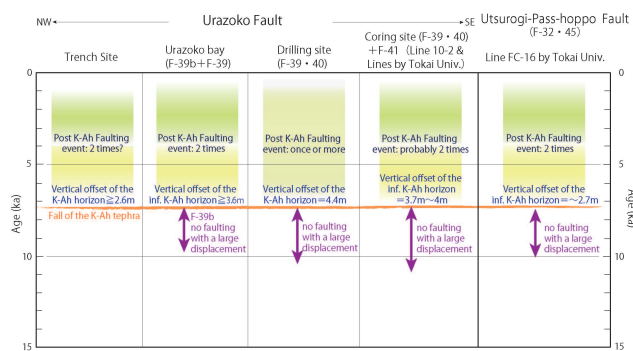 Urazoko Fault
NW
SE
Utsurogi-Pass-hoppo Fault
(F-32・45)
Trench Site
Urazoko bay
(F-39b+F-39)
Drilling site
(F-39・40)
Coring site (F-39・40)
+F-41 (Line 10-2 &
Lines by Tokai Univ.)
Line FC-16 by Tokai Univ.
0
5
10
15
Age (ka)
Post K-Ah Faulting
event: 2 times?
Vertical offset of the
K-Ah horizon≧2.6m
Fall of the K-Ah tephra
Post K-Ah Faulting
event: 2 times
Vertical offset of the
inf. K-Ah horizon≧3.6m
F-39b
no faulting
with a large
displacement
Post K-Ah Faulting
event: once or more
Vertical offset of the
K-Ah horizon=4.4m
no faulting
with a large
displacement
Post K-Ah Faulting
event: probably 2 times
Vertical offset of the
inf. K-Ah horizon
=3.7m~4m
no faulting
with a large
displacement
Post K-Ah Faulting
event: 2 times
Vertical offset of the
inf. K-Ah horizon=~2.7m
no faulting
with a large
displacement
0
5
10
15